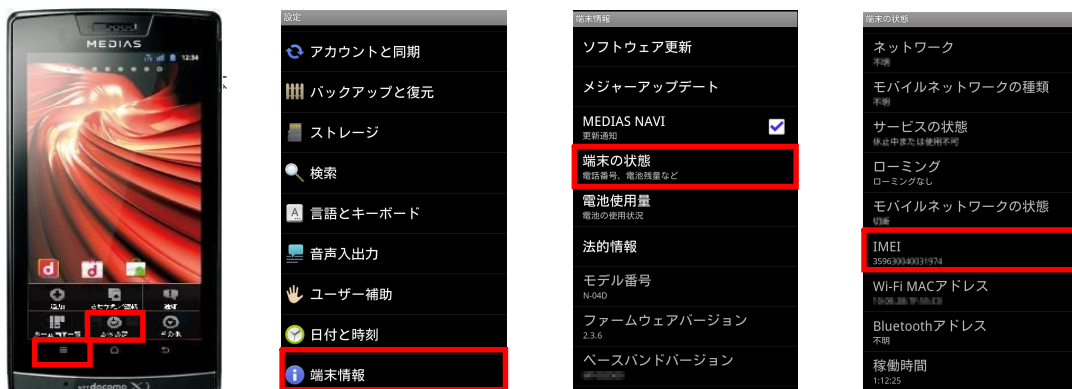 MEDIAS
12:34
設定
アカウントと同期
バックアップと復元
ストレージ
検索
言語とキーボード
音声入出力
ユーザー補助
日付と時刻
端末情報
端末情報
ソフトウェア更新
メジャーアップデート
MEDIAS NAVI
更新通知
端末の状態
電話番号、電池残量など
電池使用量
電池の使用状況
法的情報
モデル番号
N-04D
ファームウェアバージョン
2.3.6
ベースバンドバージョン
端末の状態
ネットワーク
不明
モバイルネットワークの種類
不明
サービスの状態
休止中または使用不可
ローミング
ローミングなし
モバイルネットワークの状態
切断
IMEI
Wi-Fi MACアドレス
Bluetoothアドレス
不明
稼働時間
1:12:25